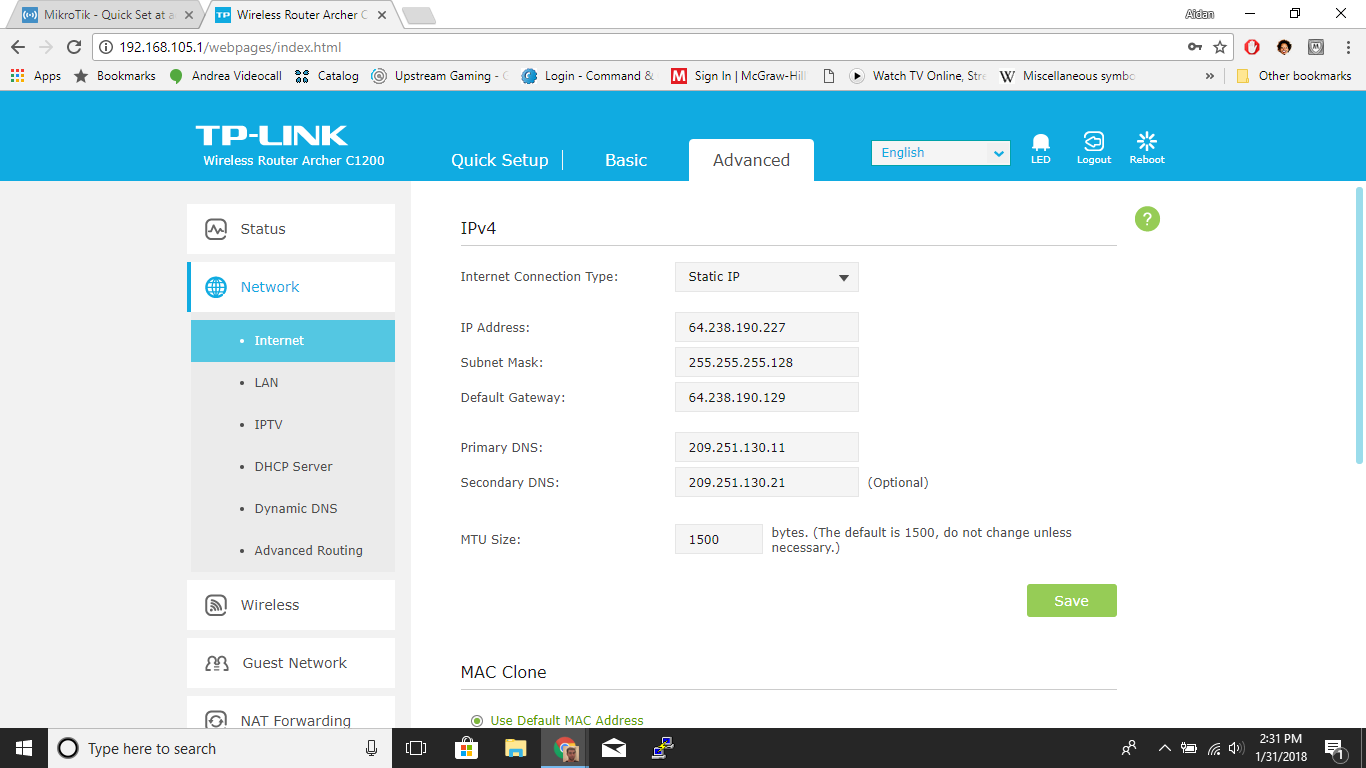 MikroTik - Quick Set at a
Wireless Router Archer C
Aidan
192.168.105.1/webpages/index.html
Apps
Bookmarks
Andrea Videocall
Catalog
Upstream Gaming - C
Login - Command &
Sign In | McGraw-Hill
Watch TV Online, Stre
Miscellaneous symbo
»
Other bookmarks
TP-LINK
Wireless Router Archer C1200
Quick Setup
Basic
Advanced
English
LED
Logout
Reboot
Status
Network
• Internet
• LAN
• IPTV
• DHCP Server
• Dynamic DNS
• Advanced Routing
Wireless
Guest Network
NAT Forwarding
IPv4
?
Internet Connection Type: Static IP
IP Address: 64.238.190.227
Subnet Mask: 255.255.255.128
Default Gateway: 64.238.190.129
Primary DNS: 209.251.130.11
Secondary DNS: 209.251.130.21 (Optional)
MTU Size: 1500 bytes. (The default is 1500, do not change unless
necessary.)
Save
MAC Clone
Use Default MAC Address
Type here to search
2:31 PM
1/31/2018
1